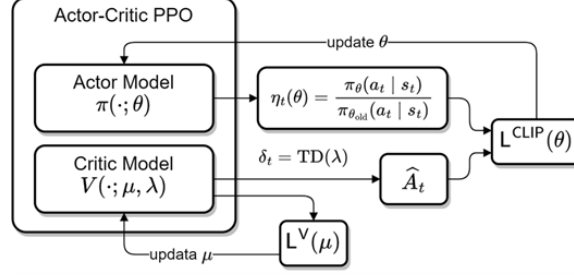 Actor-Critic PPO
update θ
Actor Model
π(·; θ)
η_t(θ) = π_θ(a_t | s_t) / π_θ_old(a_t | s_t)
L^CLIP(θ)
Critic Model
V(·; μ, λ)
δ_t = TD(λ)
Â_t
L^V(μ)
updata μ